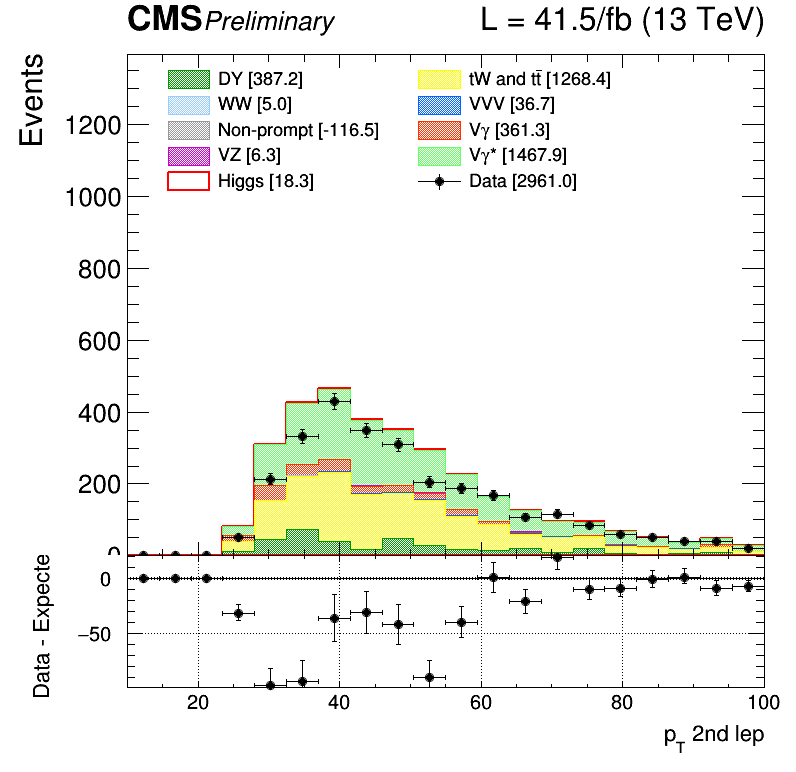 CMS Preliminary L = 41.5/fb (13 TeV)
Events
DY [387.2] tW and tt̄ [1268.4]
WW [5.0] VVV [36.7]
Non-prompt [-116.5] Vγ [361.3]
VZ [6.3] Vγ* [1467.9]
Higgs [18.3] Data [2961.0]
1200
1000
800
600
400
200
0
Data - Expecte
0
−50
20 40 60 80 100
pT 2nd lep